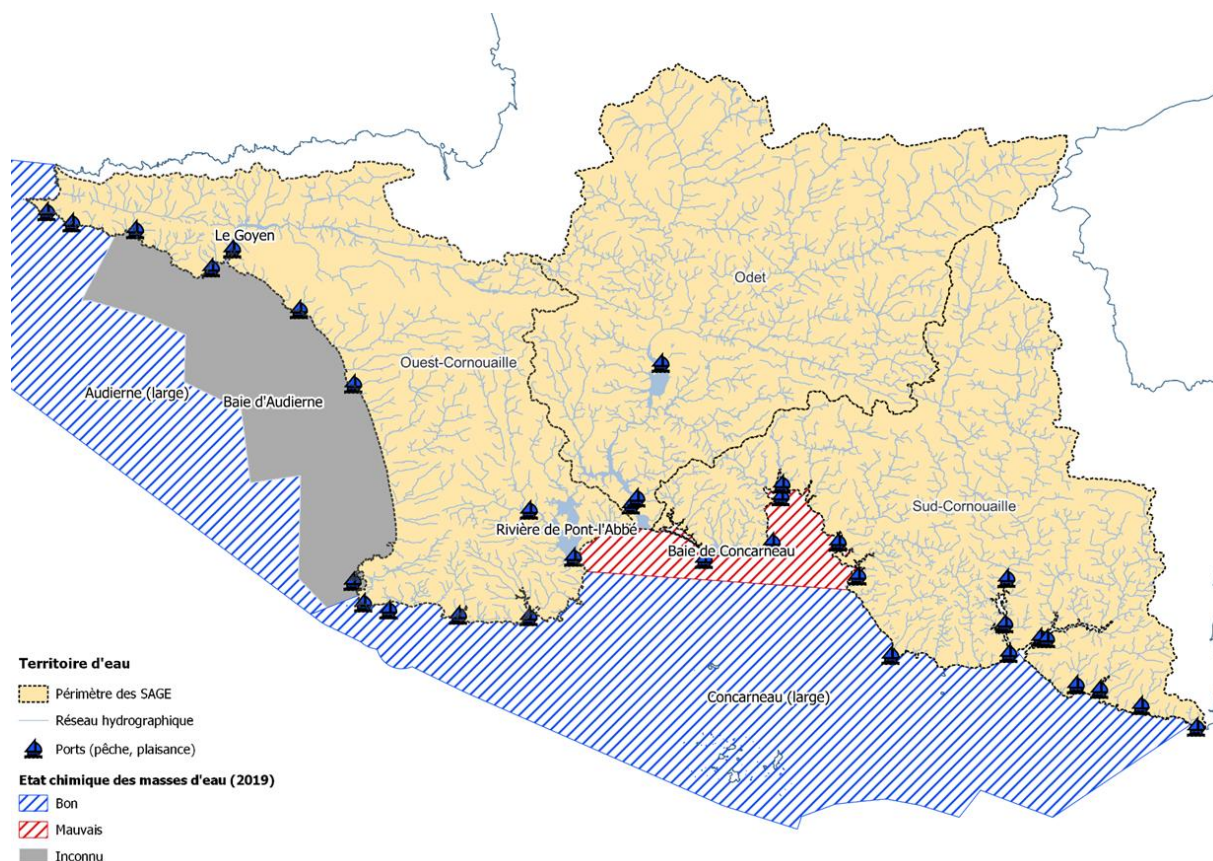 Le Goyen
Odet
Ouest-Cornouaille
Audierne (large)
Baie d'Audierne
Sud-Cornouaille
Rivière de Pont-l'Abbé
Baie de Concarneau
Concarneau (large)
Territoire d'eau
Périmètre des SAGE
Réseau hydrographique
Ports (pêche, plaisance)
Etat chimique des masses d'eau (2019)
Bon
Mauvais
Inconnu